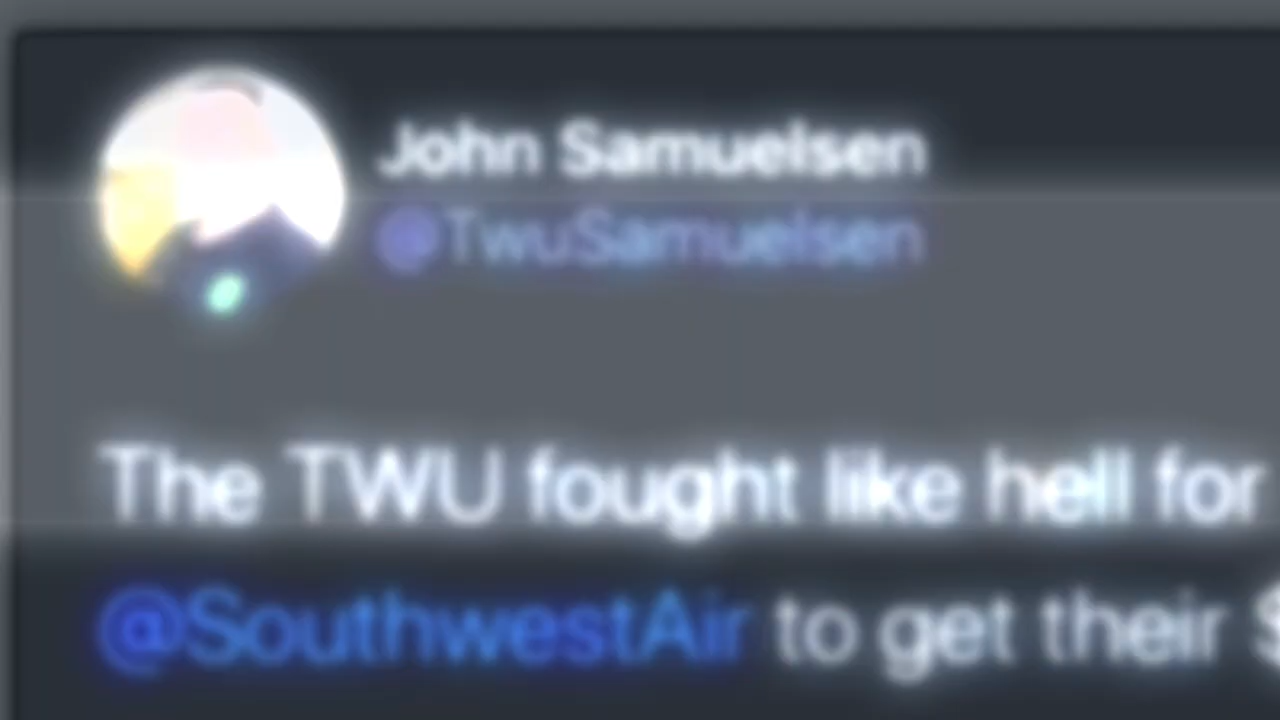 John Samuelsen
@TwuSamuelsen
The TWU fought like hell for
@SouthwestAir to get their $